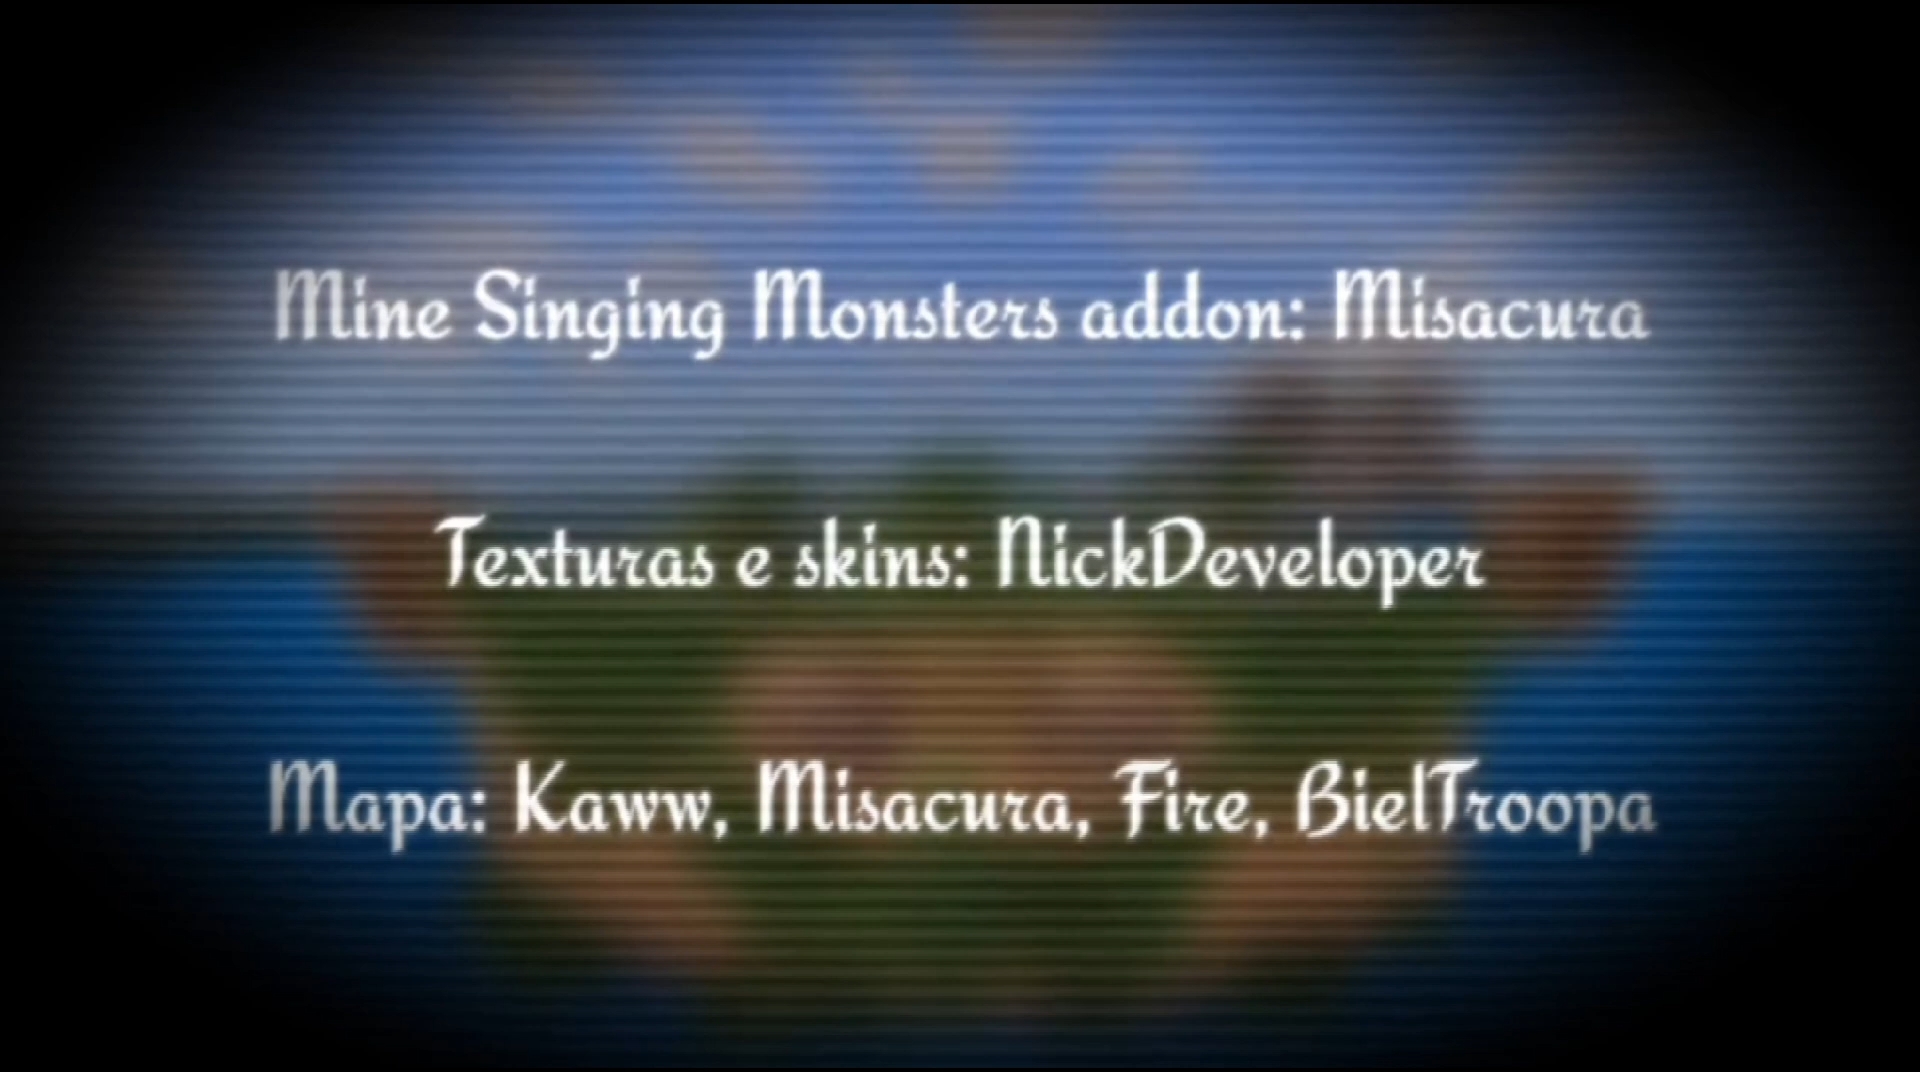 Mine Singing Monsters addon: Misacura
Texturas e skins: NickDeveloper
Mapa: Kaww, Misacura, Fire, BielTroopa